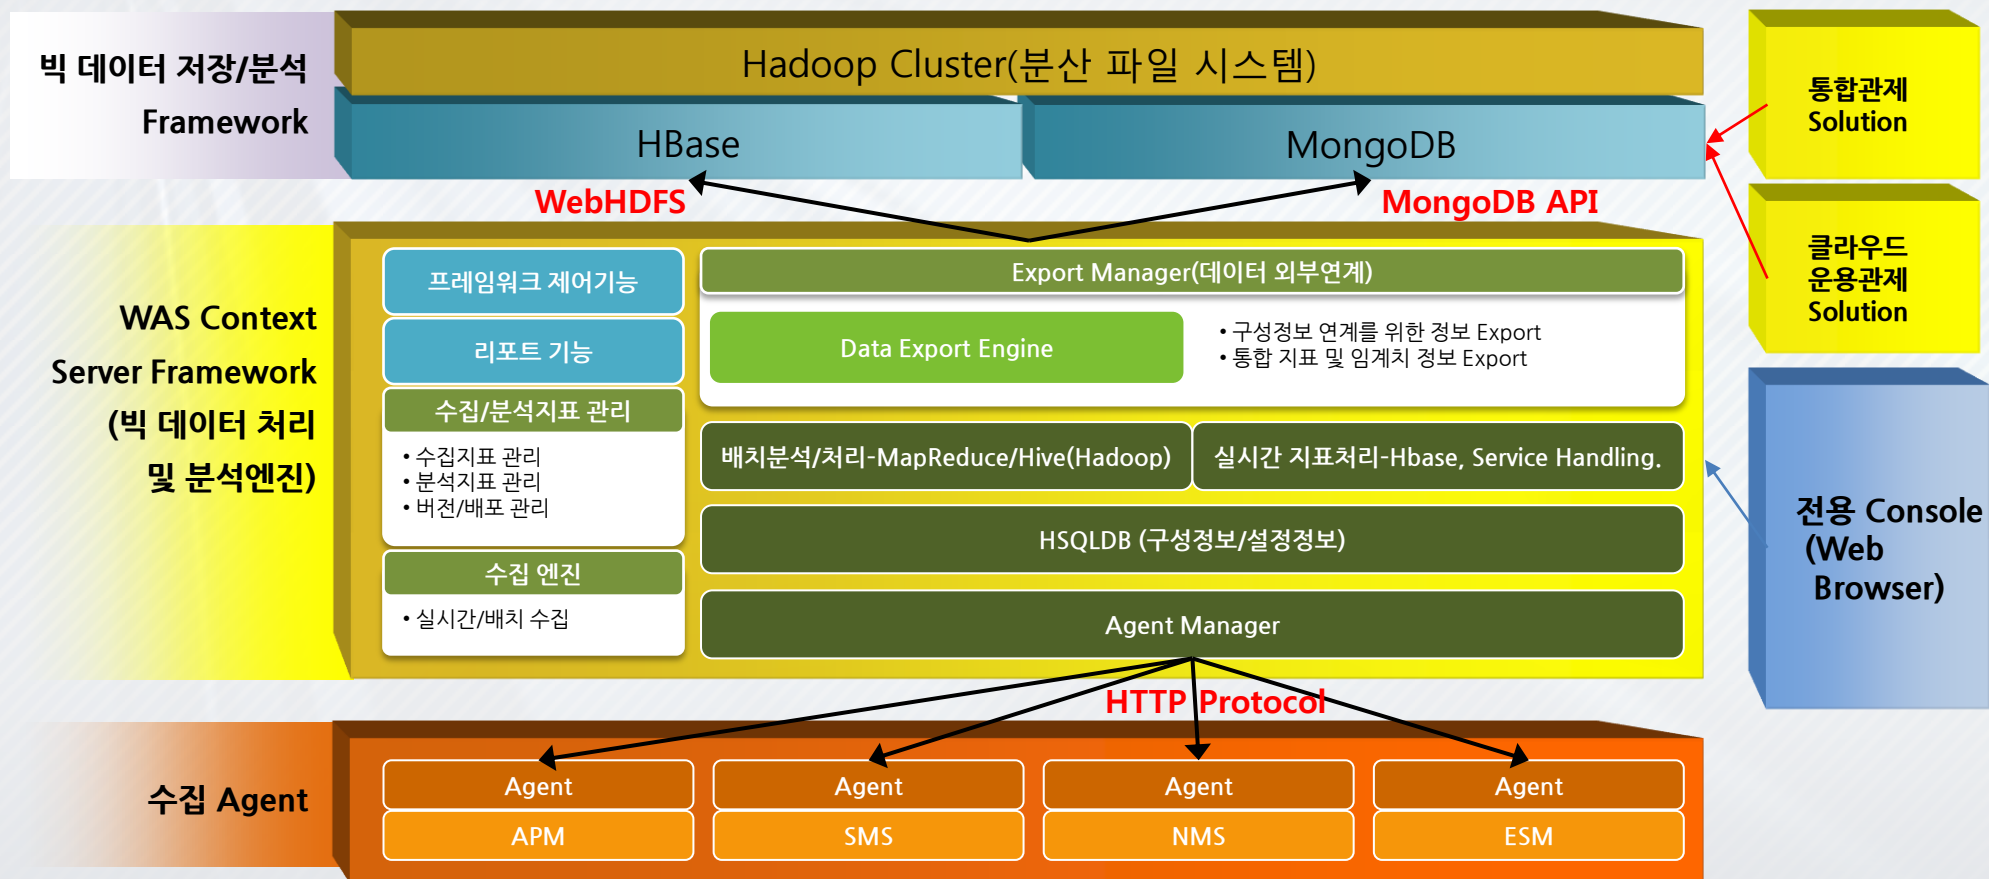 빅 데이터 저장/분석
Framework
Hadoop Cluster(분산 파일 시스템)
HBase
MongoDB
통합관제
Solution
WebHDFS
MongoDB API
클라우드
운용관제
Solution
WAS Context
Server Framework
(빅 데이터 처리
및 분석엔진)
프레임워크 제어기능
리포트 기능
수집/분석지표 관리
• 수집지표 관리
• 분석지표 관리
• 버전/배포 관리
수집 엔진
• 실시간/배치 수집
Export Manager(데이터 외부연계)
Data Export Engine
• 구성정보 연계를 위한 정보 Export
• 통합 지표 및 임계치 정보 Export
배치분석/처리-MapReduce/Hive(Hadoop)
실시간 지표처리-Hbase, Service Handling.
HSQLDB (구성정보/설정정보)
Agent Manager
전용 Console
(Web
Browser)
HTTP Protocol
수집 Agent
Agent
APM
Agent
SMS
Agent
NMS
Agent
ESM